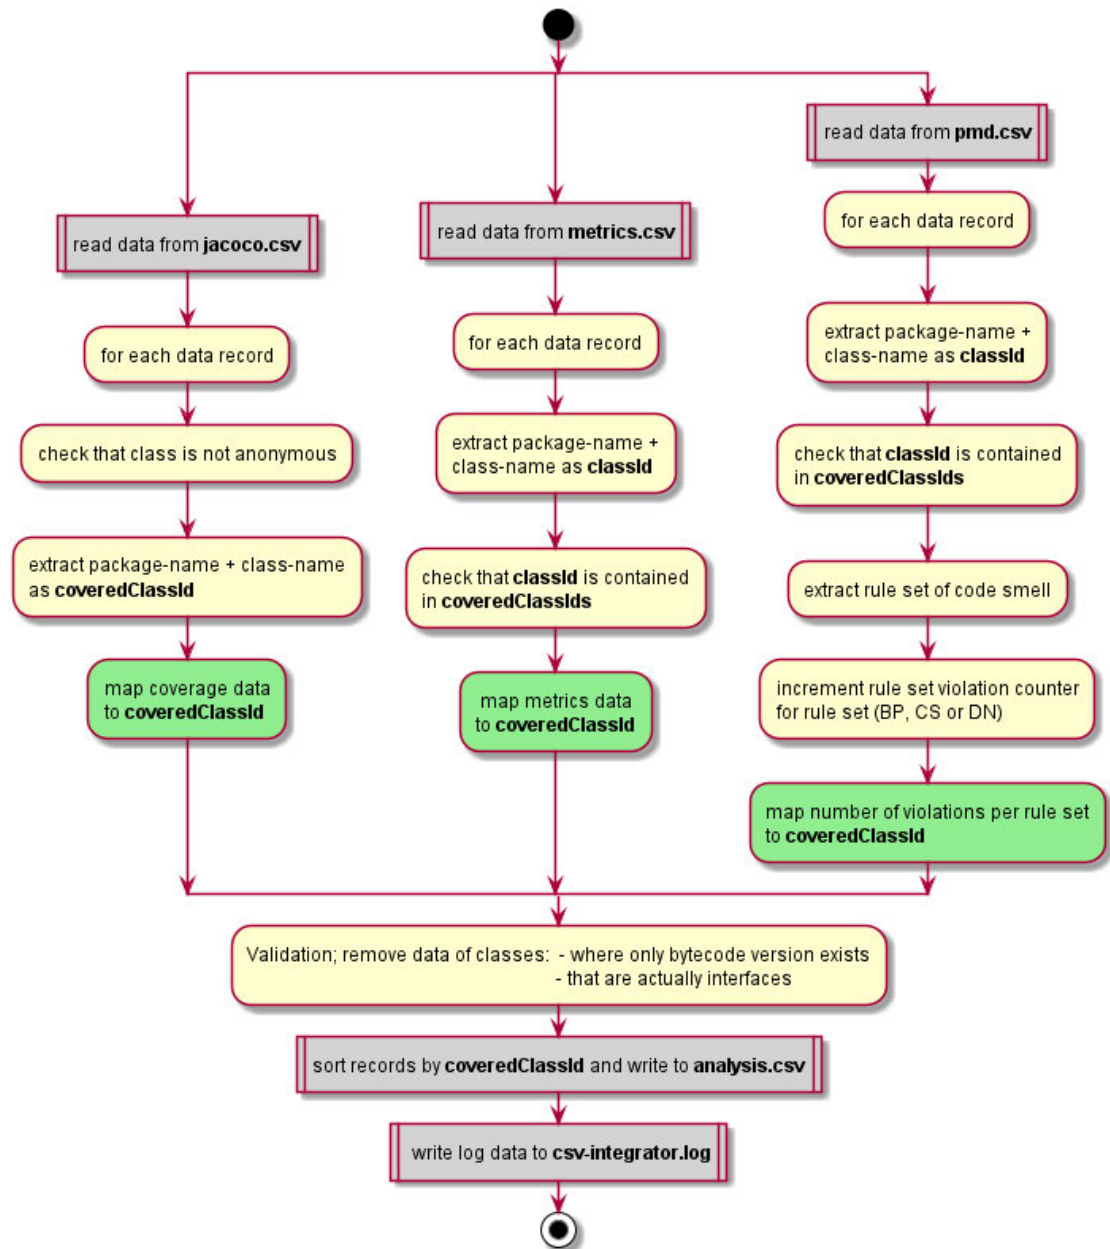 read data from jacoco.csv
for each data record
check that class is not anonymous
extract package-name + class-name
as coveredClassId
map coverage data
to coveredClassId
read data from metrics.csv
for each data record
extract package-name +
class-name as classId
check that classId is contained
in coveredClassIds
map metrics data
to coveredClassId
read data from pmd.csv
for each data record
extract package-name +
class-name as classId
check that classId is contained
in coveredClassIds
extract rule set of code smell
increment rule set violation counter
for rule set (BP, CS or DN)
map number of violations per rule set
to coveredClassId
Validation; remove data of classes: - where only bytecode version exists
- that are actually interfaces
sort records by coveredClassId and write to analysis.csv
write log data to csv-integrator.log